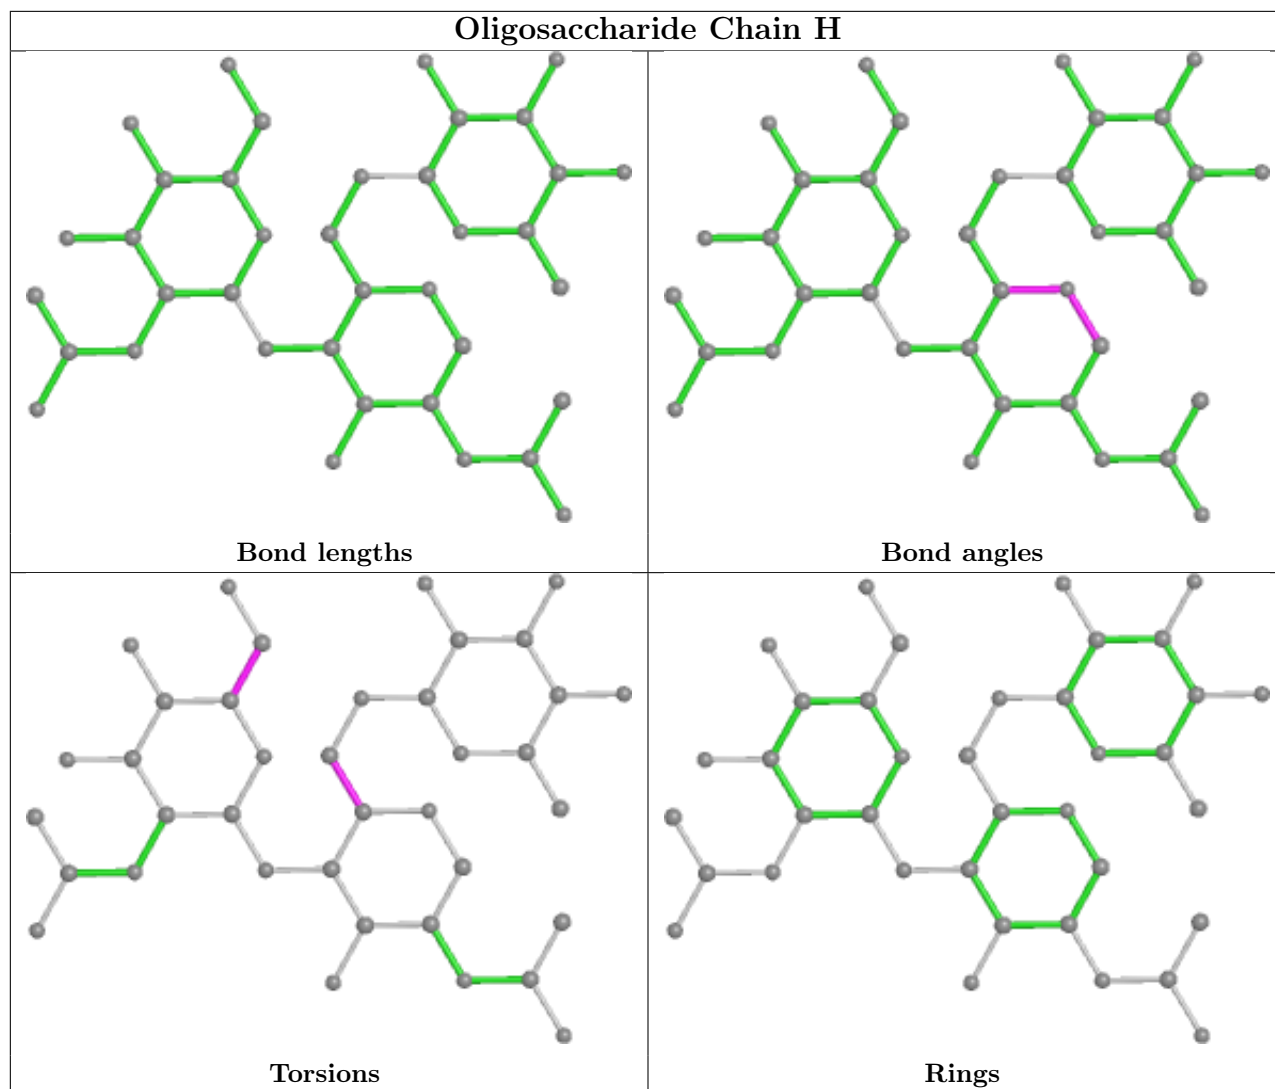 Oligosaccharide Chain H
Bond lengths
Bond angles
Torsions
Rings